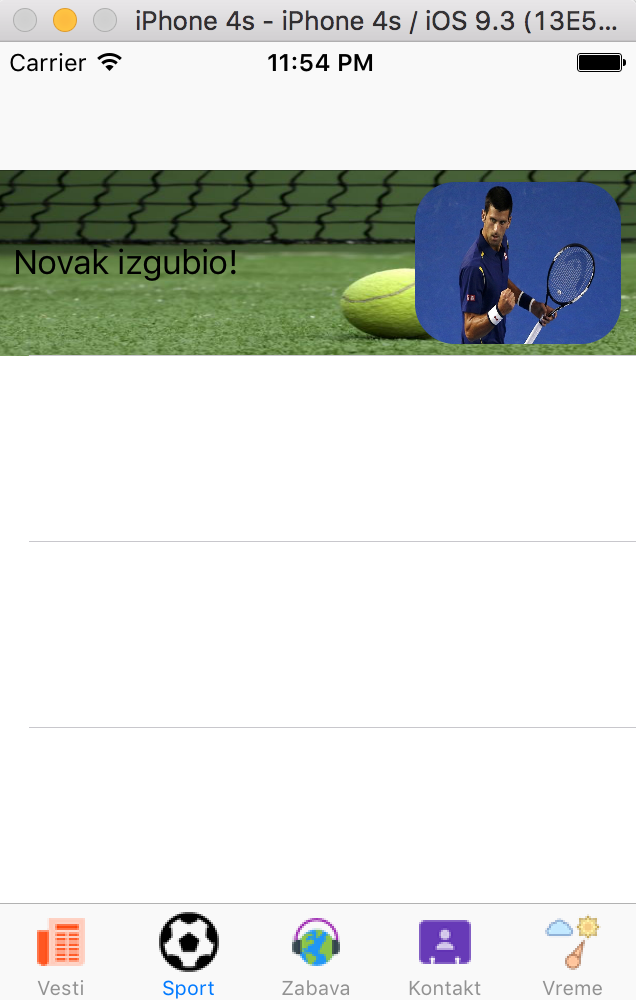 iPhone 4s - iPhone 4s / iOS 9.3 (13E5...
Carrier 11:54 PM
Novak izgubio!
Vesti Sport Zabava Kontakt Vreme